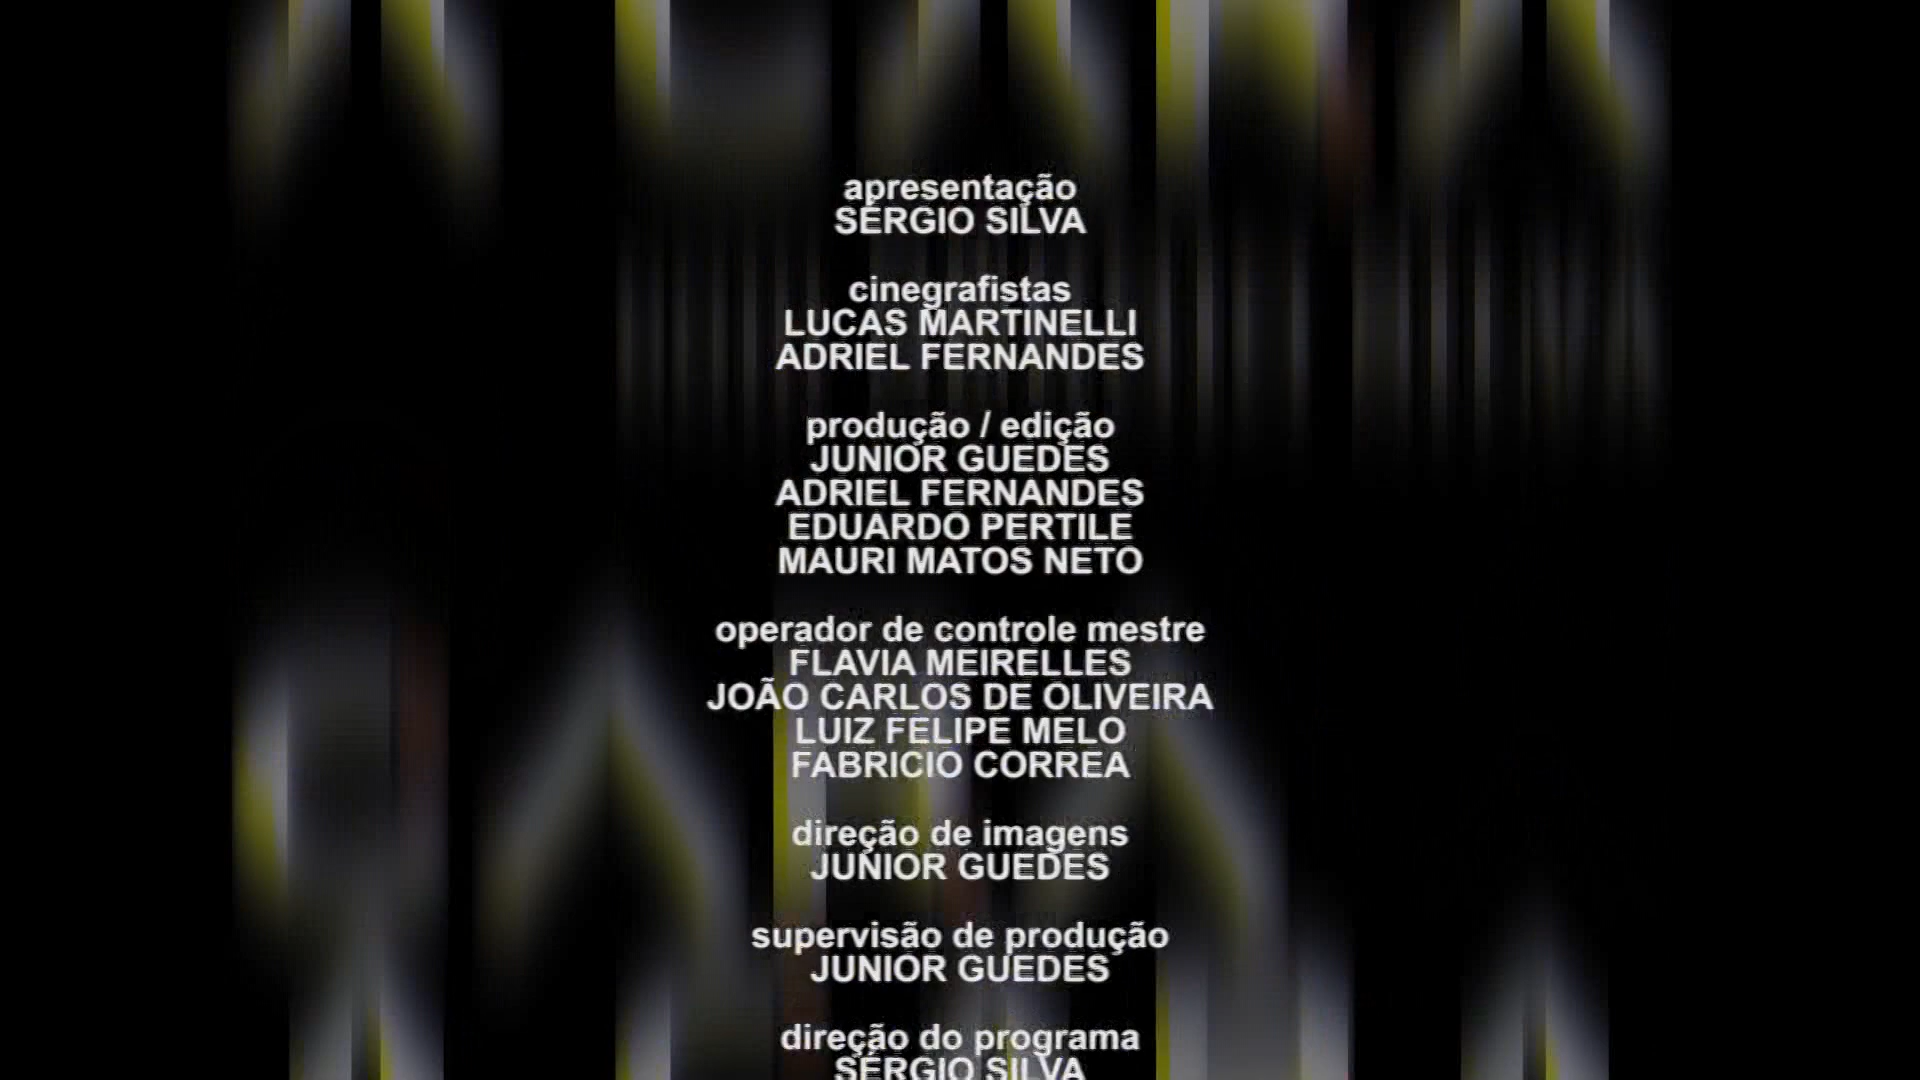 apresentação
SÉRGIO SILVA
cinegrafistas
LUCAS MARTINELLI
ADRIEL FERNANDES
produção / edição
JUNIOR GUEDES
ADRIEL FERNANDES
EDUARDO PERTILE
MAURI MATOS NETO
operador de controle mestre
FLAVIA MEIRELLES
JOÃO CARLOS DE OLIVEIRA
LUIZ FELIPE MELO
FABRICIO CORREA
direção de imagens
JUNIOR GUEDES
supervisão de produção
JUNIOR GUEDES
direção do programa
SÉRGIO SILVA